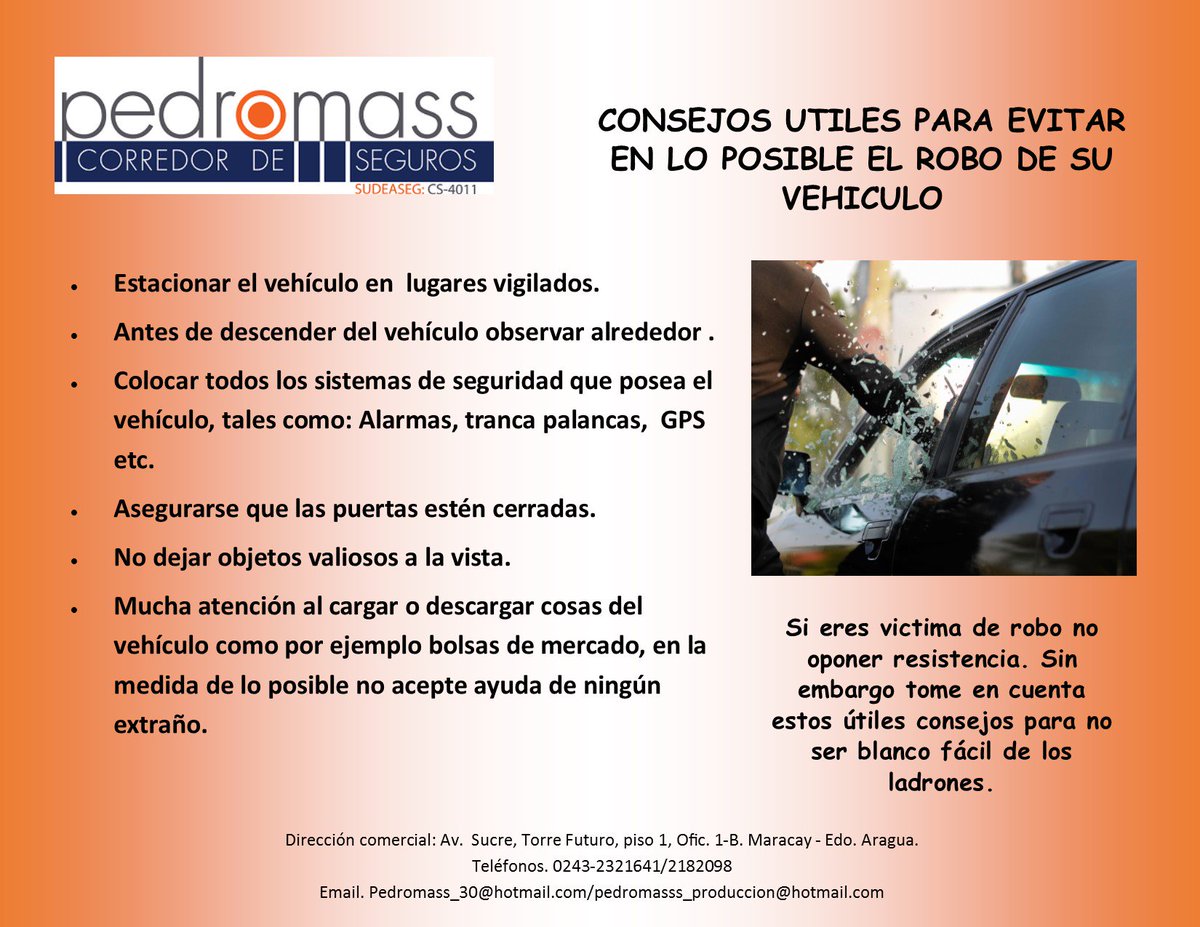 pedromass
CORREDOR DE SEGUROS
SUDEASEG: CS-4011
CONSEJOS UTILES PARA EVITAR
EN LO POSIBLE EL ROBO DE SU
VEHICULO
• Estacionar el vehículo en lugares vigilados.
• Antes de descender del vehículo observar alrededor .
• Colocar todos los sistemas de seguridad que posea el
vehículo, tales como: Alarmas, tranca palancas, GPS
etc.
• Asegurarse que las puertas estén cerradas.
• No dejar objetos valiosos a la vista.
• Mucha atención al cargar o descargar cosas del
vehículo como por ejemplo bolsas de mercado, en la
medida de lo posible no acepte ayuda de ningún
extraño.
Si eres victima de robo no
oponer resistencia. Sin
embargo tome en cuenta
estos útiles consejos para no
ser blanco fácil de los
ladrones.
Dirección comercial: Av. Sucre, Torre Futuro, piso 1, Ofic. 1-B. Maracay - Edo. Aragua.
Teléfonos. 0243-2321641/2182098
Email. Pedromass_30@hotmail.com/pedromasss_produccion@hotmail.com